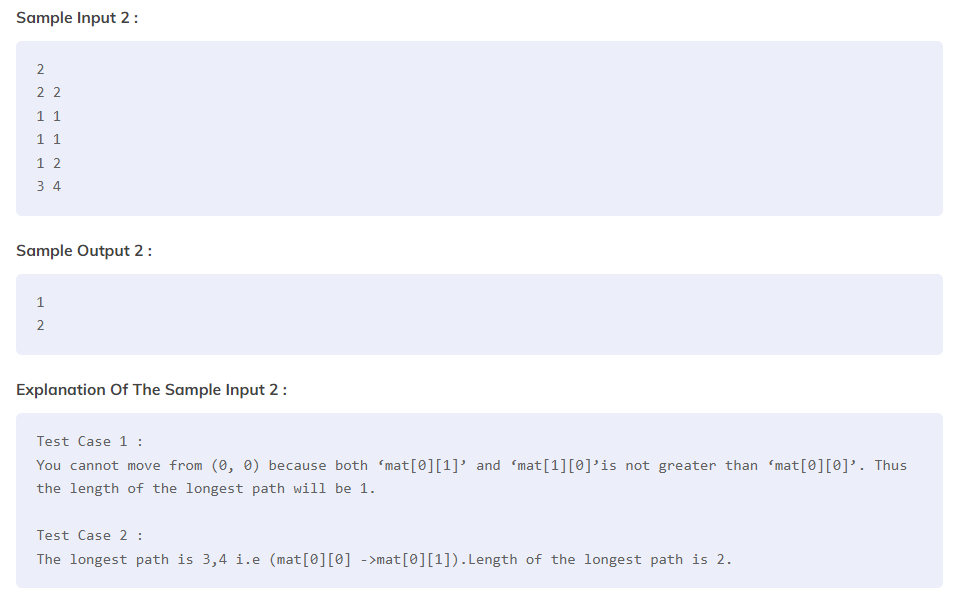 Sample Input 2 :
2
2 2
1 1
1 1
1 2
3 4
Sample Output 2 :
1
2
Explanation Of The Sample Input 2 :
Test Case 1 :
You cannot move from (0, 0) because both ‘mat[0][1]’ and ‘mat[1][0]’is not greater than ‘mat[0][0]’. Thus
the length of the longest path will be 1.
Test Case 2 :
The longest path is 3,4 i.e (mat[0][0] ->mat[0][1]).Length of the longest path is 2.